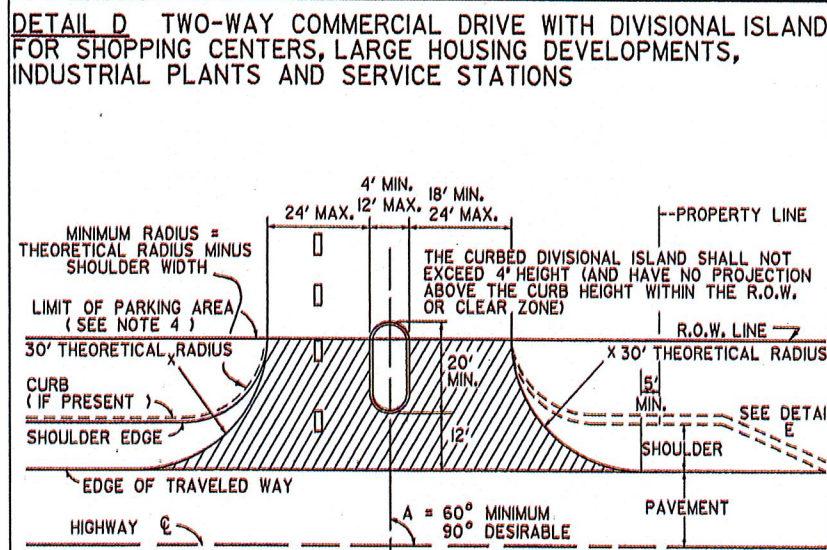 DETAIL D TWO-WAY COMMERCIAL DRIVE WITH DIVISIONAL ISLAND
FOR SHOPPING CENTERS, LARGE HOUSING DEVELOPMENTS,
INDUSTRIAL PLANTS AND SERVICE STATIONS
4' MIN.
12' MAX.
18' MIN.
24' MAX.
24' MAX.
PROPERTY LINE
MINIMUM RADIUS =
THEORETICAL RADIUS MINUS
SHOULDER WIDTH
THE CURBED DIVISIONAL ISLAND SHALL NOT
EXCEED 4" HEIGHT (AND HAVE NO PROJECTION
ABOVE THE CURB HEIGHT WITHIN THE R.O.W.
OR CLEAR ZONE)
LIMIT OF PARKING AREA
( SEE NOTE 4 )
R.O.W. LINE
30' THEORETICAL RADIUS
X
X 30' THEORETICAL RADIUS
20'
MIN.
CURB
( IF PRESENT )
5'
MIN.
SEE DETAI
E
SHOULDER EDGE
12'
SHOULDER
EDGE OF TRAVELED WAY
PAVEMENT
HIGHWAY ℄
A = 60° MINIMUM
90° DESIRABLE